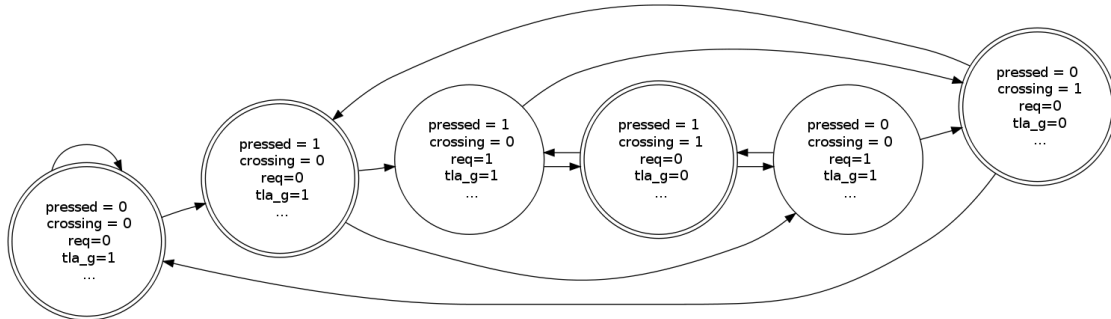 pressed = 0
crossing = 0
req=0
tla_g=1
...
pressed = 1
crossing = 0
req=0
tla_g=1
...
pressed = 1
crossing = 0
req=1
tla_g=1
...
pressed = 1
crossing = 1
req=0
tla_g=0
...
pressed = 0
crossing = 0
req=1
tla_g=1
...
pressed = 0
crossing = 1
req=0
tla_g=0
...